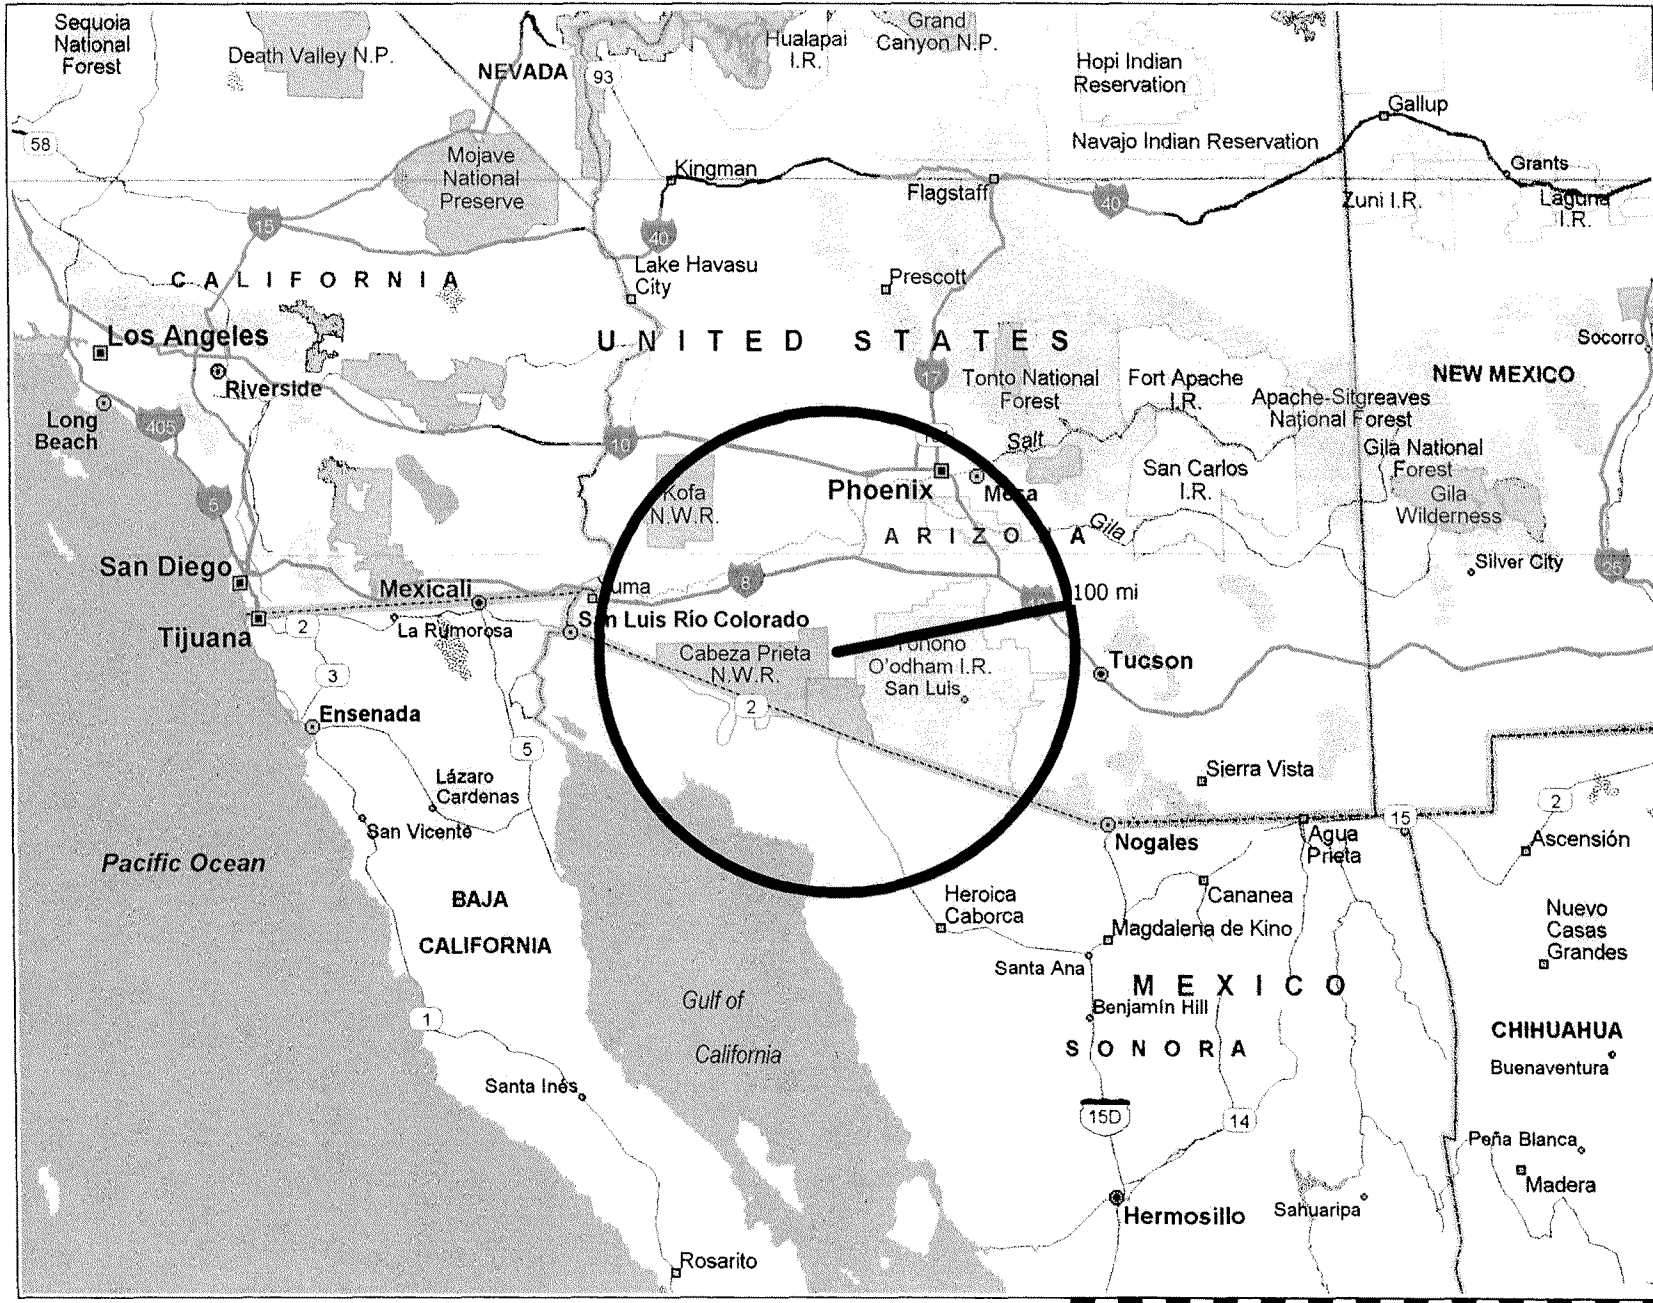 Sequoia
National
Forest
Death Valley N.P.
NEVADA
93
Hualapai
I.R.
Grand
Canyon N.P.
Hopi Indian
Reservation
Gallup
58
Mojave
National
Preserve
Kingman
Flagstaff
Navajo Indian Reservation
Grants
40
Zuni I.R.
Laguna
I.R.
15
40
CALIFORNIA
Lake Havasu
City
Prescott
Los Angeles
UNITED STATES
Socorro
Riverside
17
Tonto National
Forest
Fort Apache
I.R.
NEW MEXICO
Apache-Sitgreaves
National Forest
Long
Beach
405
10
Salt
Gila National
Forest
Gila
Wilderness
San Carlos
I.R.
5
Kofa
N.W.R.
Phoenix
Mesa
ARIZONA
Gila
San Diego
8
Silver City
25
Mexicali
Yuma
100 mi
San Luis Río Colorado
Tijuana
2
La Rumorosa
Cabeza Prieta
N.W.R.
Tohono
O'odham I.R.
San Luis
Tucson
3
2
Ensenada
5
Lázaro
Cardenas
Sierra Vista
San Vicente
2
15
Nogales
Agua
Prieta
Ascensión
Pacific Ocean
BAJA
CALIFORNIA
Heroica
Caborca
Cananea
Magdalena de Kino
Nuevo
Casas
Grandes
Santa Ana
MEXICO
Gulf of
California
Benjamín Hill
1
SONORA
CHIHUAHUA
Buenaventura
Santa Inés
15D
14
Peña Blanca
Madera
Hermosillo
Sahuaripa
Rosarito